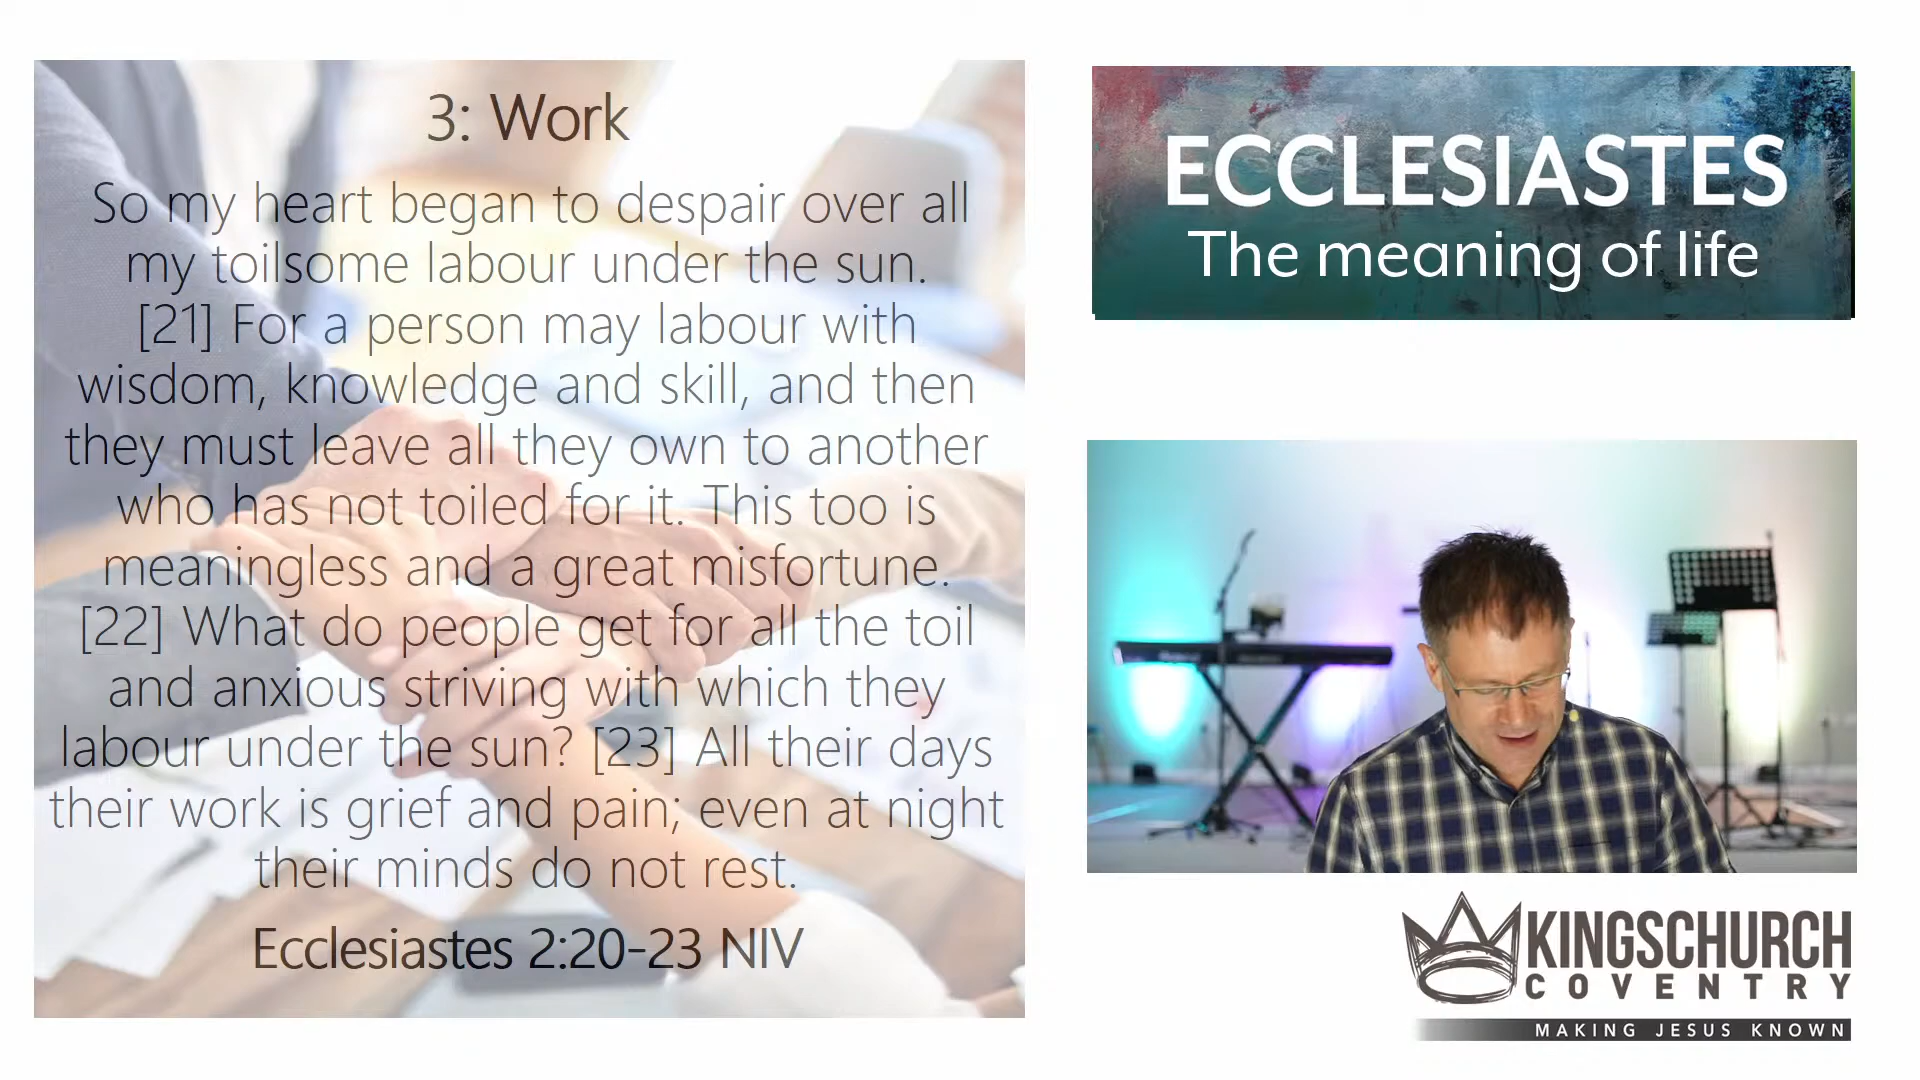 3: Work
So my heart began to despair over all
my toilsome labour under the sun.
[21] For a person may labour with
wisdom, knowledge and skill, and then
they must leave all they own to another
who has not toiled for it. This too is
meaningless and a great misfortune.
[22] What do people get for all the toil
and anxious striving with which they
labour under the sun? [23] All their days
their work is grief and pain; even at night
their minds do not rest.
Ecclesiastes 2:20-23 NIV
ECCLESIASTES
The meaning of life
KINGSCHURCH
COVENTRY
MAKING JESUS KNOWN